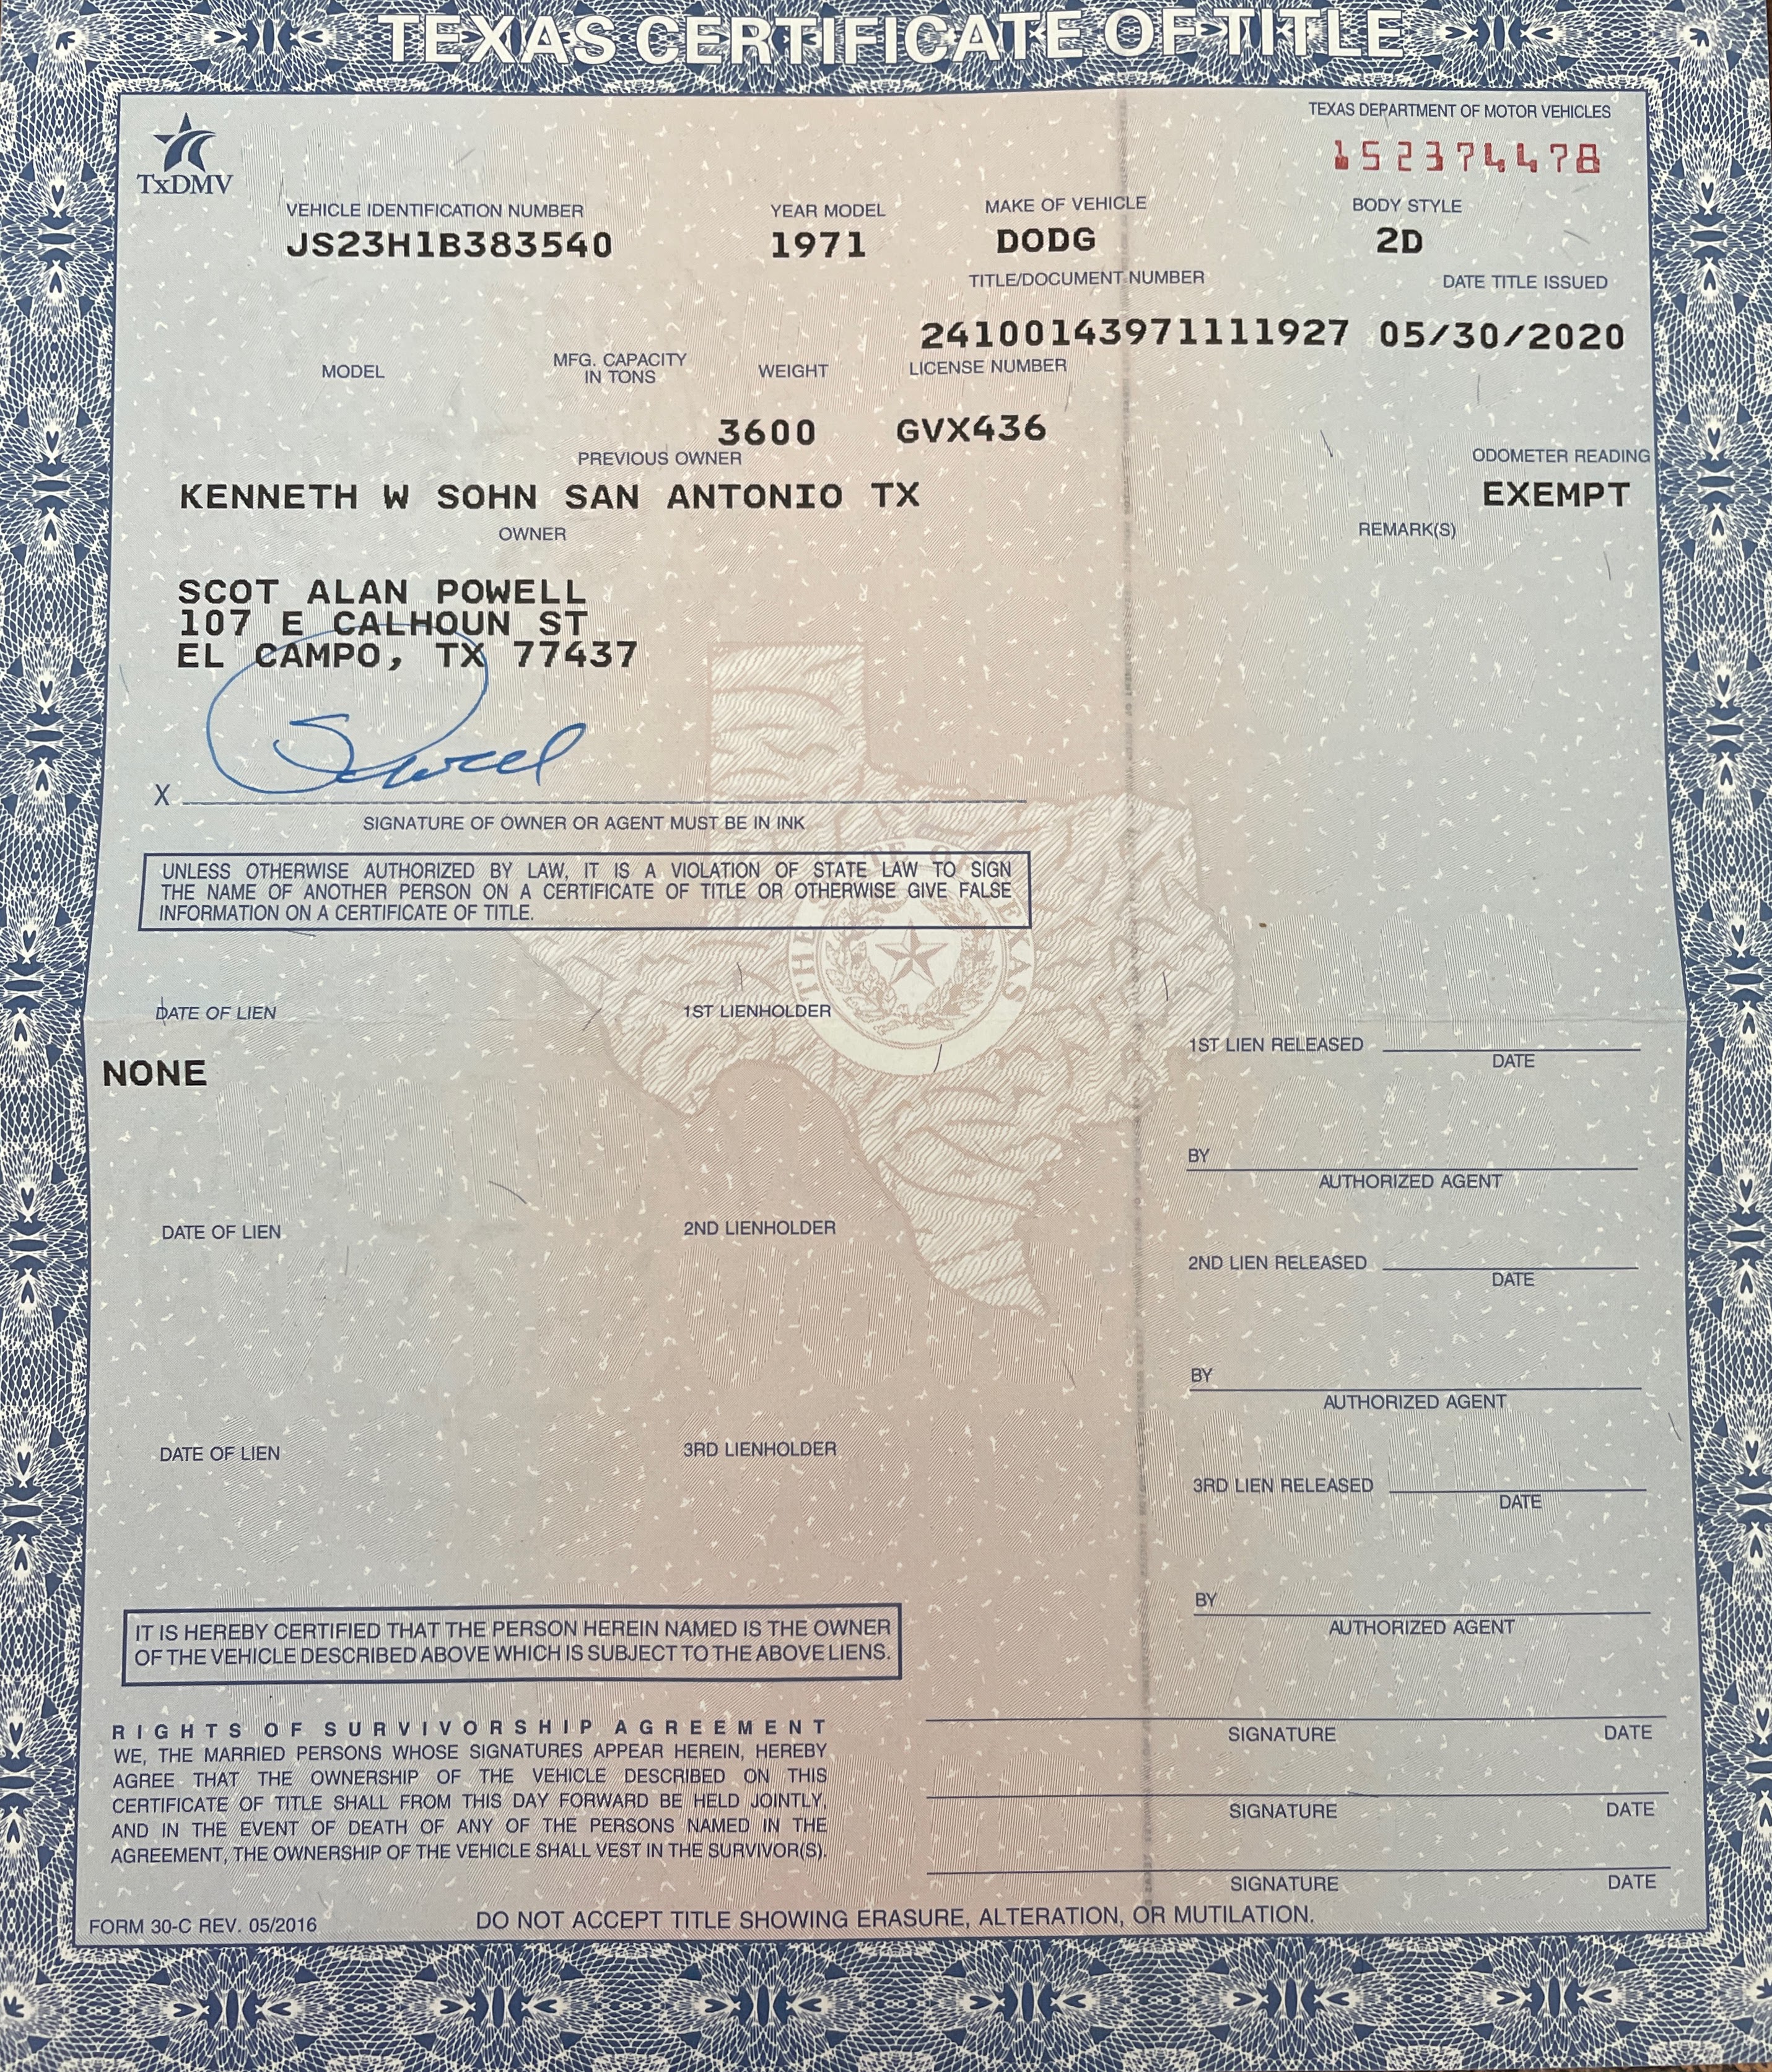 TEXAS CERTIFICATE OF TITLE
TxDMV
TEXAS DEPARTMENT OF MOTOR VEHICLES
152374478
VEHICLE IDENTIFICATION NUMBER YEAR MODEL MAKE OF VEHICLE BODY STYLE
JS23H1B383540 1971 DODG 2D
TITLE/DOCUMENT NUMBER DATE TITLE ISSUED
24100143971111927 05/30/2020
MODEL MFG. CAPACITY IN TONS WEIGHT LICENSE NUMBER
3600 GVX436
PREVIOUS OWNER ODOMETER READING
KENNETH W SOHN SAN ANTONIO TX EXEMPT
OWNER REMARK(S)
SCOT ALAN POWELL
107 E CALHOUN ST
EL CAMPO, TX 77437
X
SIGNATURE OF OWNER OR AGENT MUST BE IN INK
UNLESS OTHERWISE AUTHORIZED BY LAW, IT IS A VIOLATION OF STATE LAW TO SIGN
THE NAME OF ANOTHER PERSON ON A CERTIFICATE OF TITLE OR OTHERWISE GIVE FALSE
INFORMATION ON A CERTIFICATE OF TITLE.
DATE OF LIEN 1ST LIENHOLDER
NONE
1ST LIEN RELEASED
DATE
BY
AUTHORIZED AGENT
DATE OF LIEN 2ND LIENHOLDER
2ND LIEN RELEASED
DATE
BY
AUTHORIZED AGENT
DATE OF LIEN 3RD LIENHOLDER
3RD LIEN RELEASED
DATE
BY
AUTHORIZED AGENT
IT IS HEREBY CERTIFIED THAT THE PERSON HEREIN NAMED IS THE OWNER
OF THE VEHICLE DESCRIBED ABOVE WHICH IS SUBJECT TO THE ABOVE LIENS.
RIGHTS OF SURVIVORSHIP AGREEMENT
WE, THE MARRIED PERSONS WHOSE SIGNATURES APPEAR HEREIN, HEREBY
AGREE THAT THE OWNERSHIP OF THE VEHICLE DESCRIBED ON THIS
CERTIFICATE OF TITLE SHALL FROM THIS DAY FORWARD BE HELD JOINTLY,
AND IN THE EVENT OF DEATH OF ANY OF THE PERSONS NAMED IN THE
AGREEMENT, THE OWNERSHIP OF THE VEHICLE SHALL VEST IN THE SURVIVOR(S).
SIGNATURE DATE
SIGNATURE DATE
SIGNATURE DATE
FORM 30-C REV. 05/2016 DO NOT ACCEPT TITLE SHOWING ERASURE, ALTERATION, OR MUTILATION.